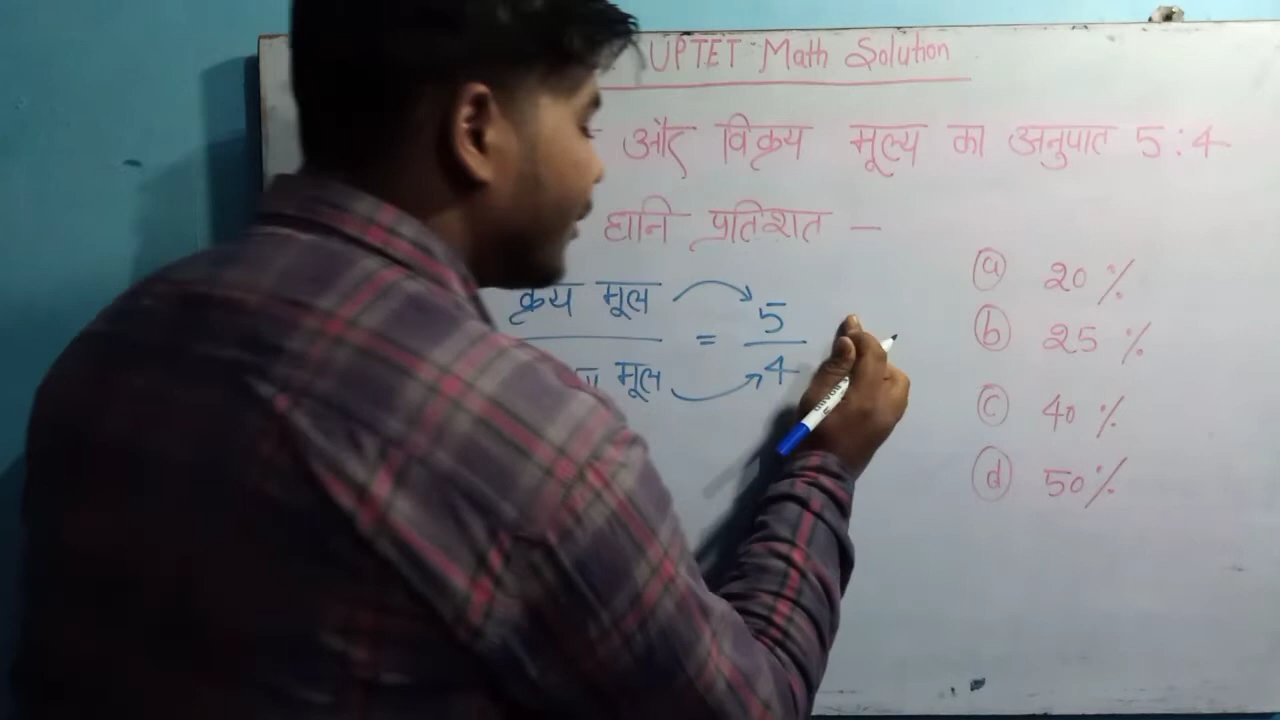 UPTET Math Solution
और विक्रय मूल्य का अनुपात 5:4
हानि प्रतिशत —
क्रय मूल = 5
मूल 4
ⓐ 20%
ⓑ 25%
ⓒ 40%
ⓓ 50%